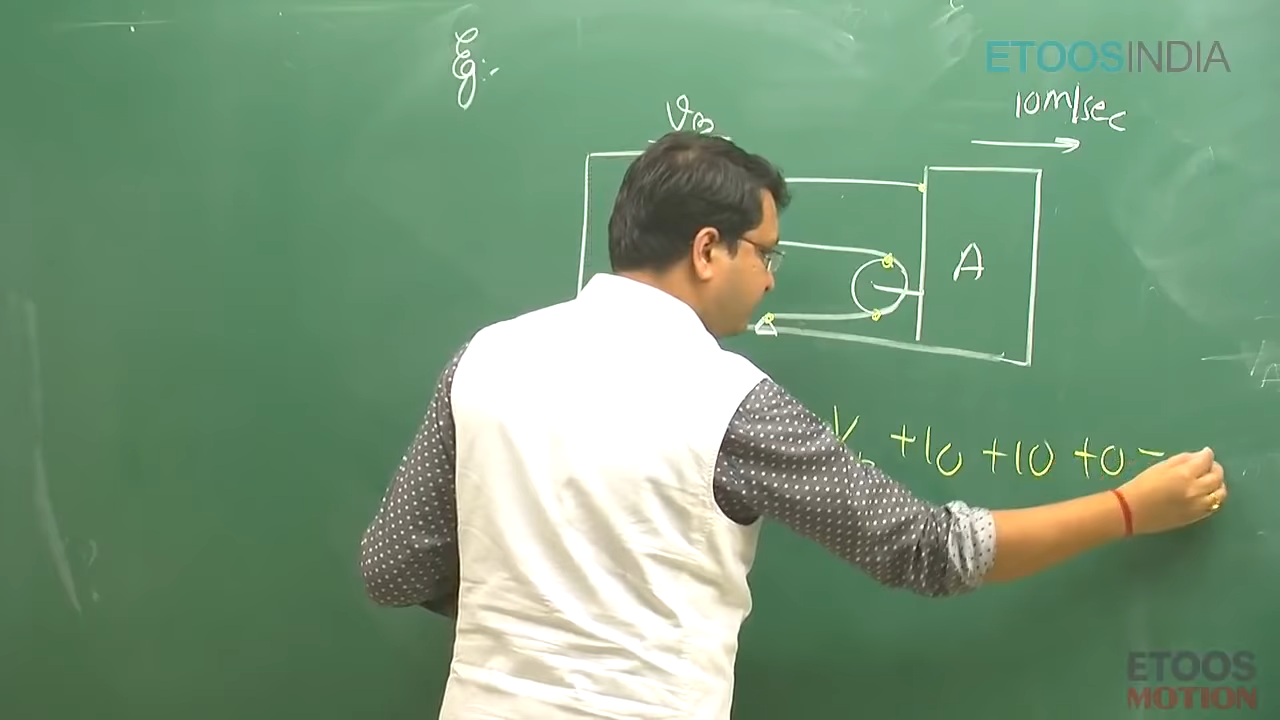 Eg:-
ETOOSINDIA
10m/sec
A
+10 +10 +0 =
ETOOS
MOTION